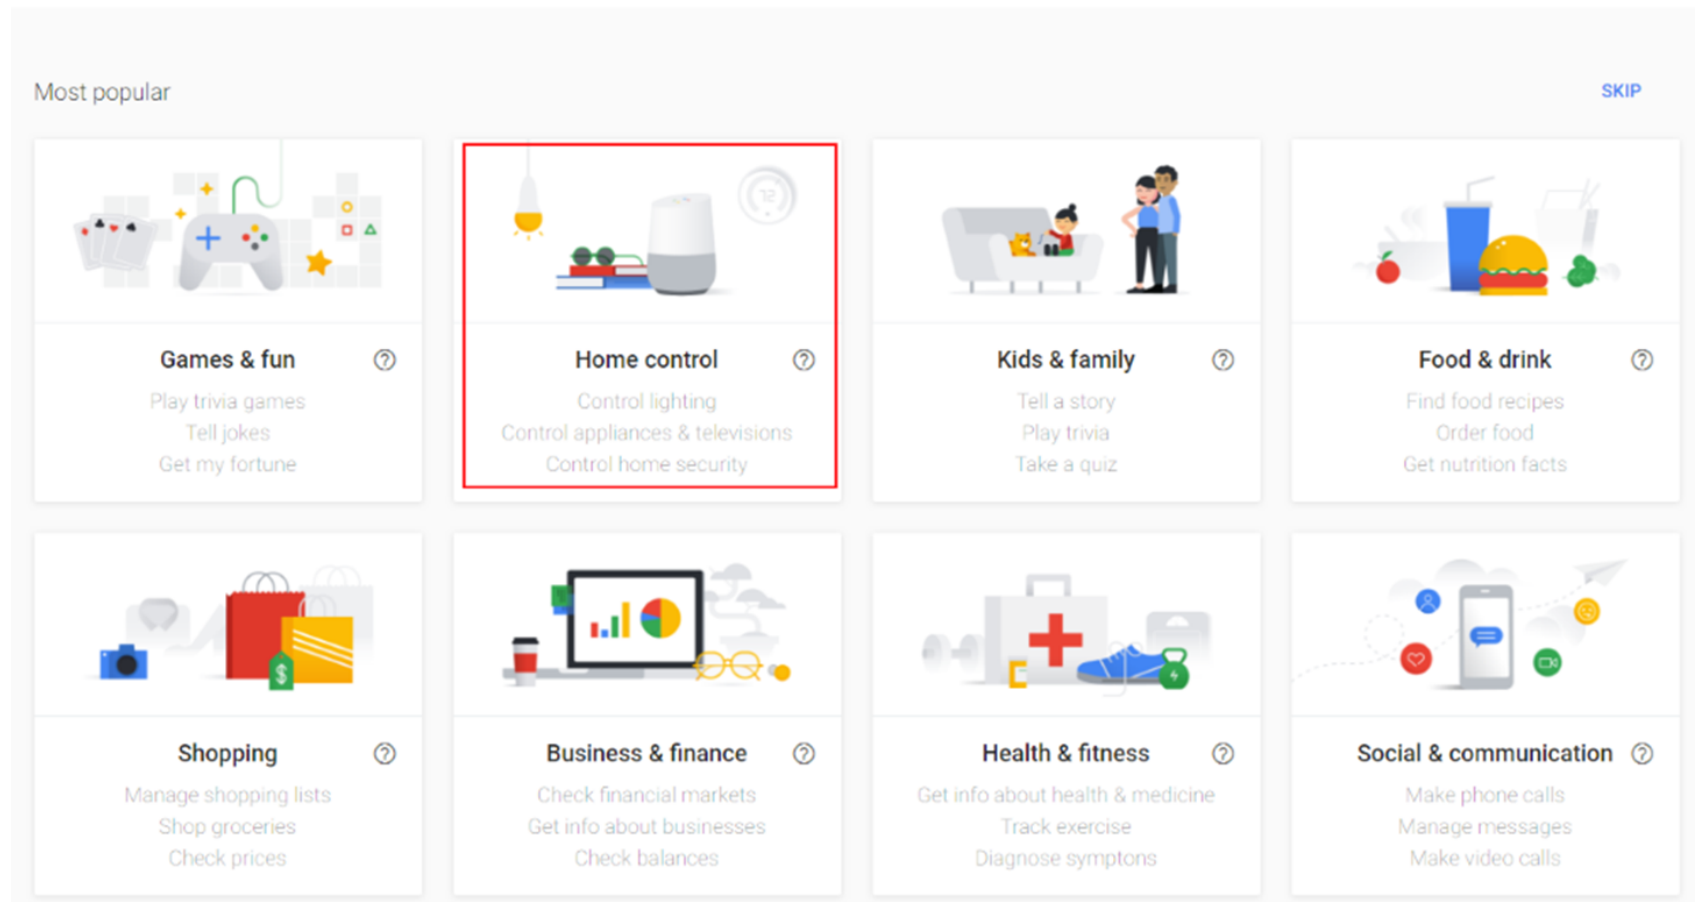 Most popular
SKIP
72
Games & fun
Play trivia games
Tell jokes
Get my fortune
Home control
Control lighting
Control appliances & televisions
Control home security
Kids & family
Tell a story
Play trivia
Take a quiz
Food & drink
Find food recipes
Order food
Get nutrition facts
$
Shopping
Manage shopping lists
Shop groceries
Check prices
Business & finance
Check financial markets
Get info about businesses
Check balances
Health & fitness
Get info about health & medicine
Track exercise
Diagnose symptons
Social & communication
Make phone calls
Manage messages
Make video calls